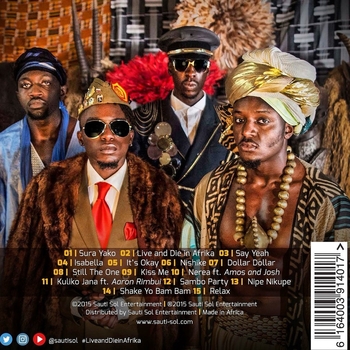 01 | Sura Yako 02 | Live and Die in Afrika 03 | Say Yeah
04 | Isabella 05 | It's Okay 06 | Nishike 07 | Dollar Dollar
08 | Still The One 09 | Kiss Me 10 | Nerea ft. Amos and Josh
11 | Kuliko Jana ft. Aaron Rimbui 12 | Sambo Party 13 | Nipe Nikupe
14 | Shake Yo Bam Bam 15 | Relax
©2015 Sauti Sol Entertainment | ℗2015 Sauti Sol Entertainment
Distributed by Sauti Sol Entertainment | Made in Africa
www.sauti-sol.com
@sautisol #LiveandDieInAfrika
6 164003 914017 >